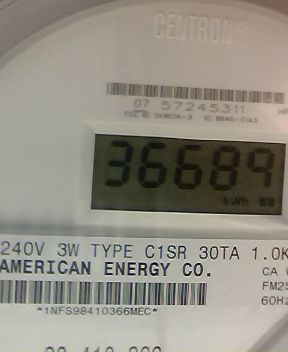 CENTRON®
07 57245311
36689
kWh
240V 3W TYPE C1SR 30TA 1.0K
AMERICAN ENERGY CO.
CA
FM2S
60Hz
*1NFS98410366MEC*